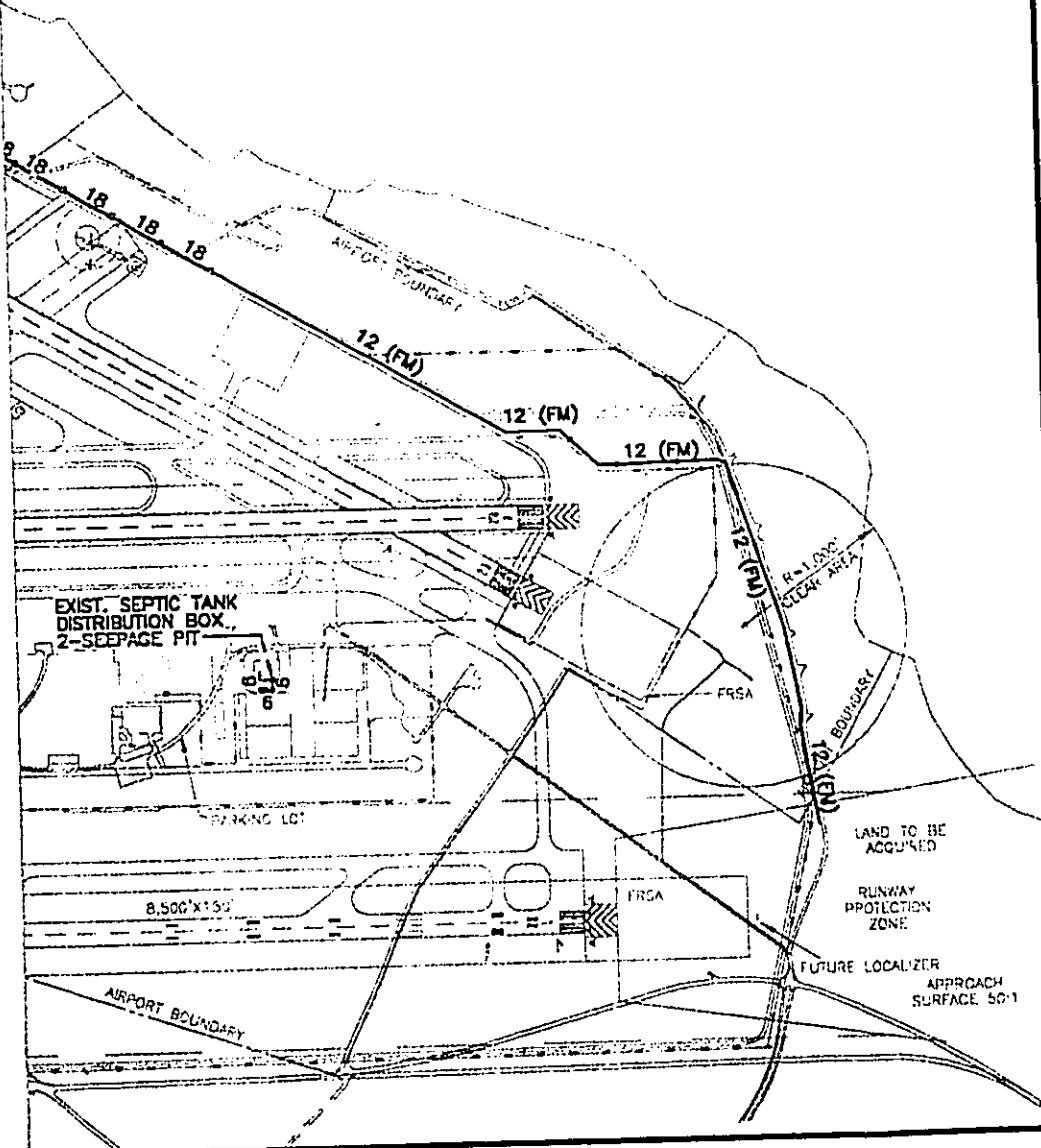 8
18
18
18
18
AIRPORT BOUNDARY
12 (FM)
12 (FM)
12 (FM)
12 (FM)
R=1,000'
CLEAR AREA
EXIST. SEPTIC TANK
DISTRIBUTION BOX,
2-SEEPAGE PIT
6
6
6
FRSA
BOUNDARY
12 (FM)
PARKING LOT
LAND TO BE
ACQUIRED
8,500'X150'
FRSA
RUNWAY
PROTECTION
ZONE
FUTURE LOCALIZER
APPROACH
SURFACE 50:1
AIRPORT BOUNDARY